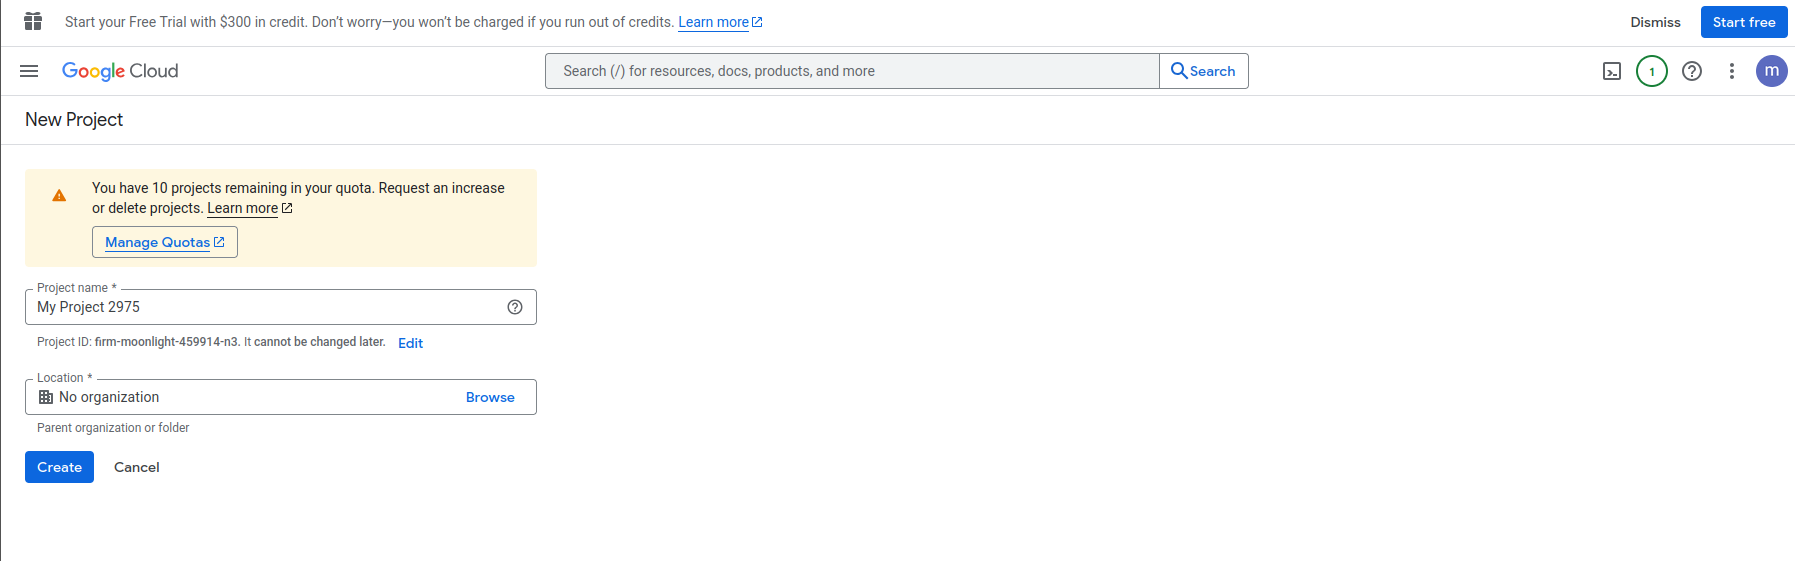 Start your Free Trial with $300 in credit. Don’t worry—you won’t be charged if you run out of credits. Learn more
Dismiss
Start free
Google Cloud
Search (/) for resources, docs, products, and more
Search
1
m
New Project
You have 10 projects remaining in your quota. Request an increase
or delete projects. Learn more
Manage Quotas
Project name *
My Project 2975
Project ID: firm-moonlight-459914-n3. It cannot be changed later. Edit
Location *
No organization
Browse
Parent organization or folder
Create
Cancel